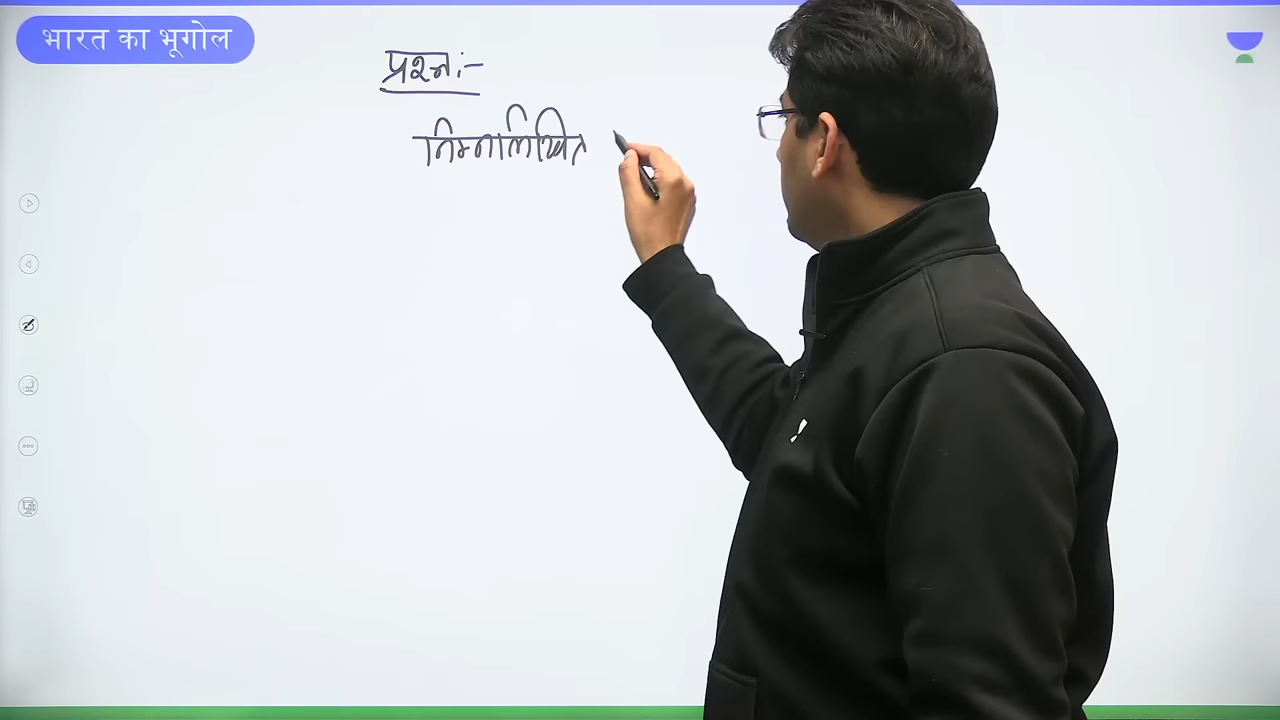 भारत का भूगोल
प्रश्न :-
निम्नलिखित